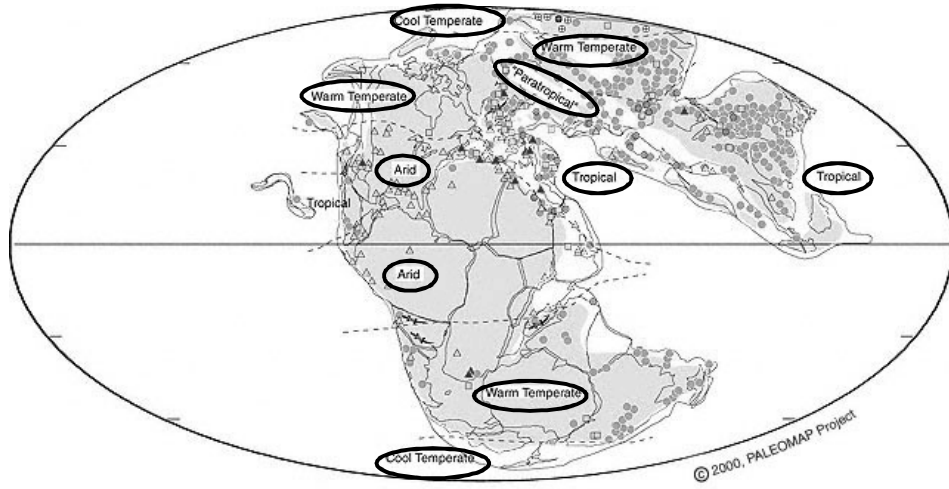 Cool Temperate
Warm Temperate
"Paratropical"
Warm Temperate
Arid
Tropical
Tropical
Tropical
Arid
Warm Temperate
Cool Temperate
© 2000, PALEOMAP Project